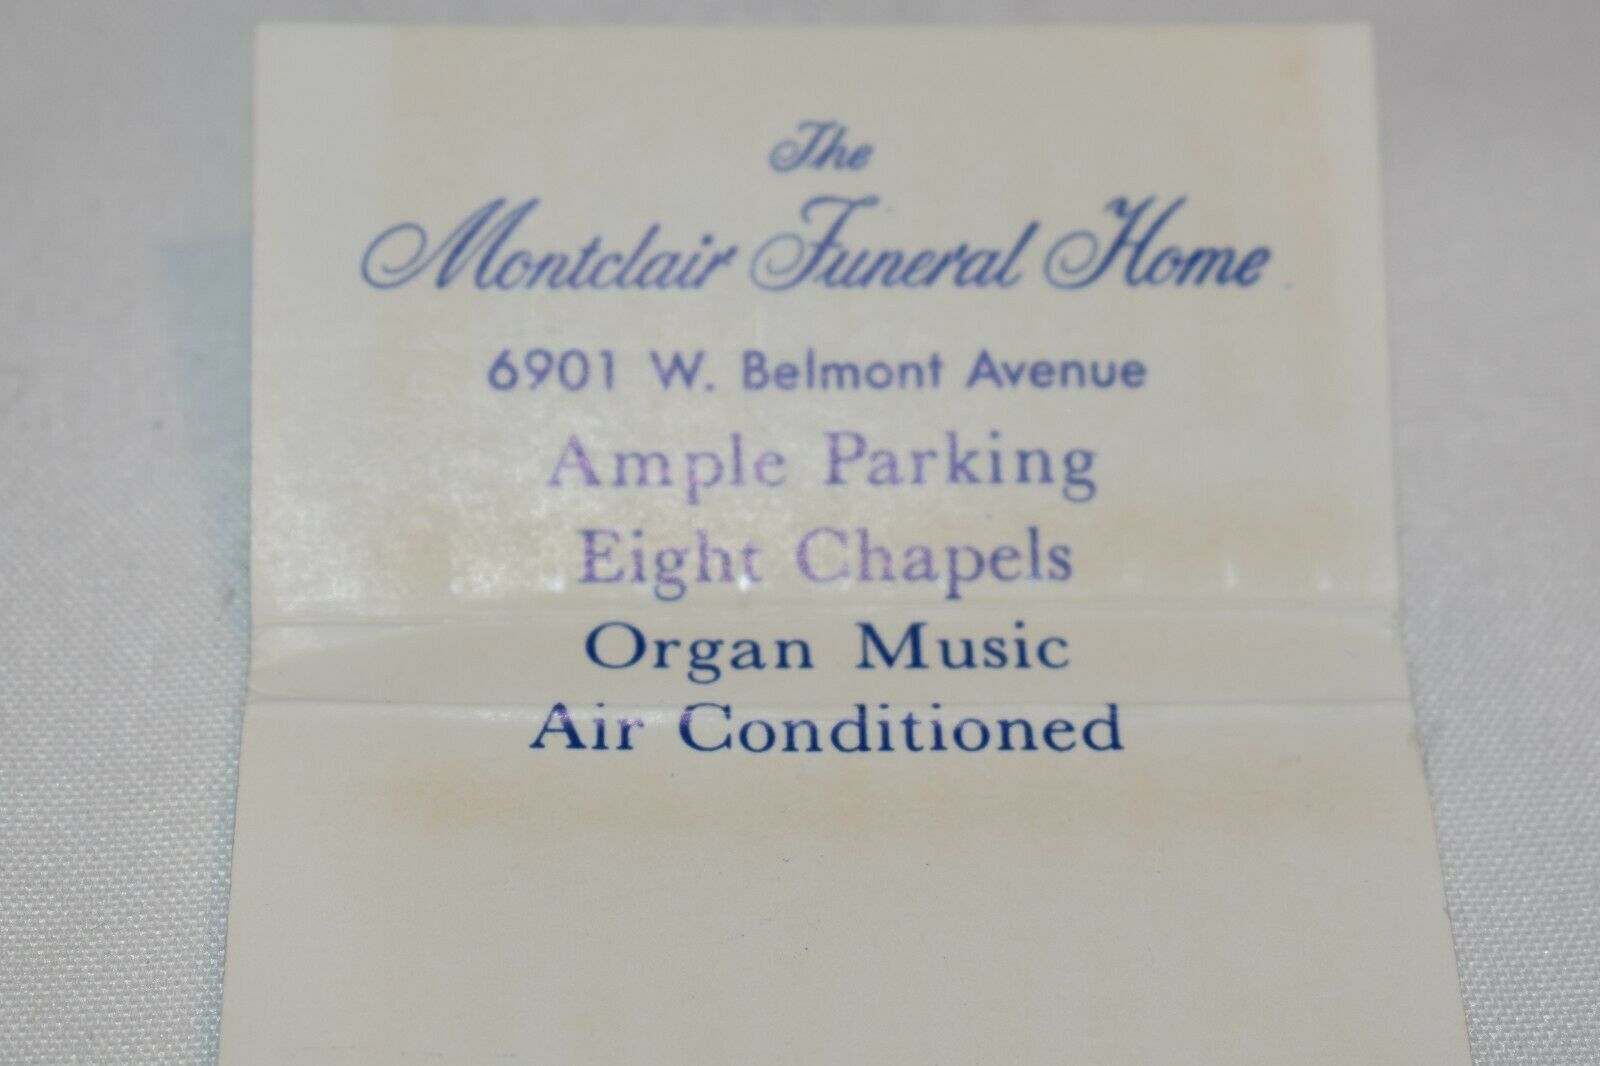 The
Montclair Funeral Home
6901 W. Belmont Avenue
Ample Parking
Eight Chapels
Organ Music
Air Conditioned